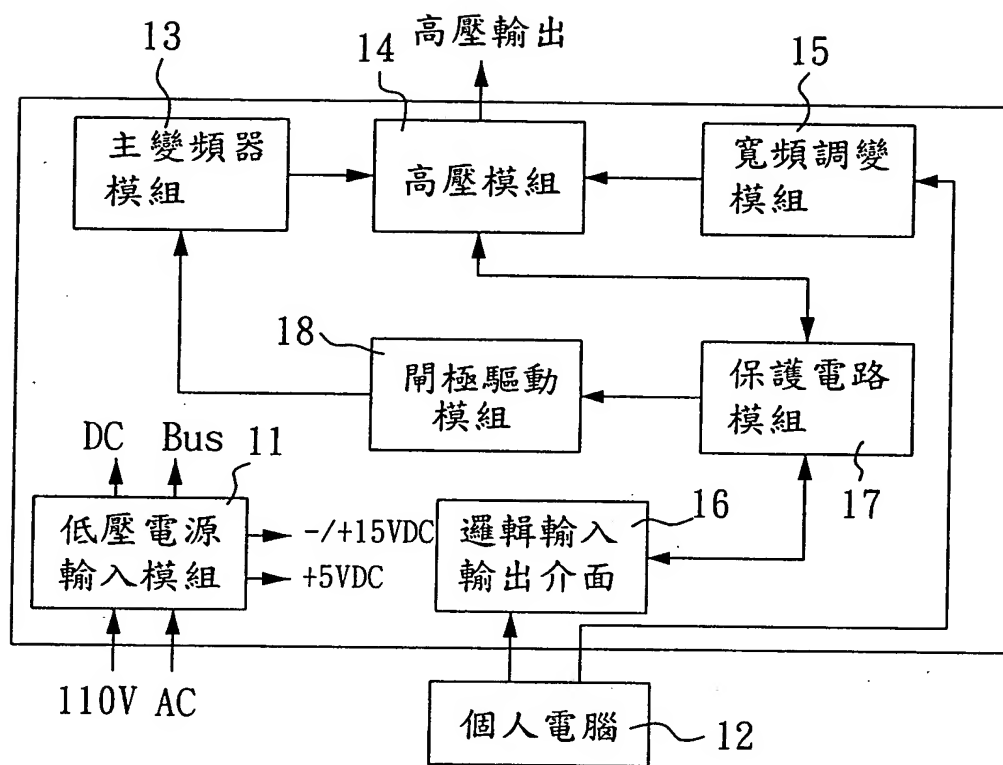 高壓輸出
13
14
15
主變頻器
模組
高壓模組
寬頻調變
模組
18
閘極驅動
模組
保護電路
模組
17
DC
Bus
11
低壓電源
輸入模組
-/+15VDC
+5VDC
16
邏輯輸入
輸出介面
110V AC
個人電腦
12